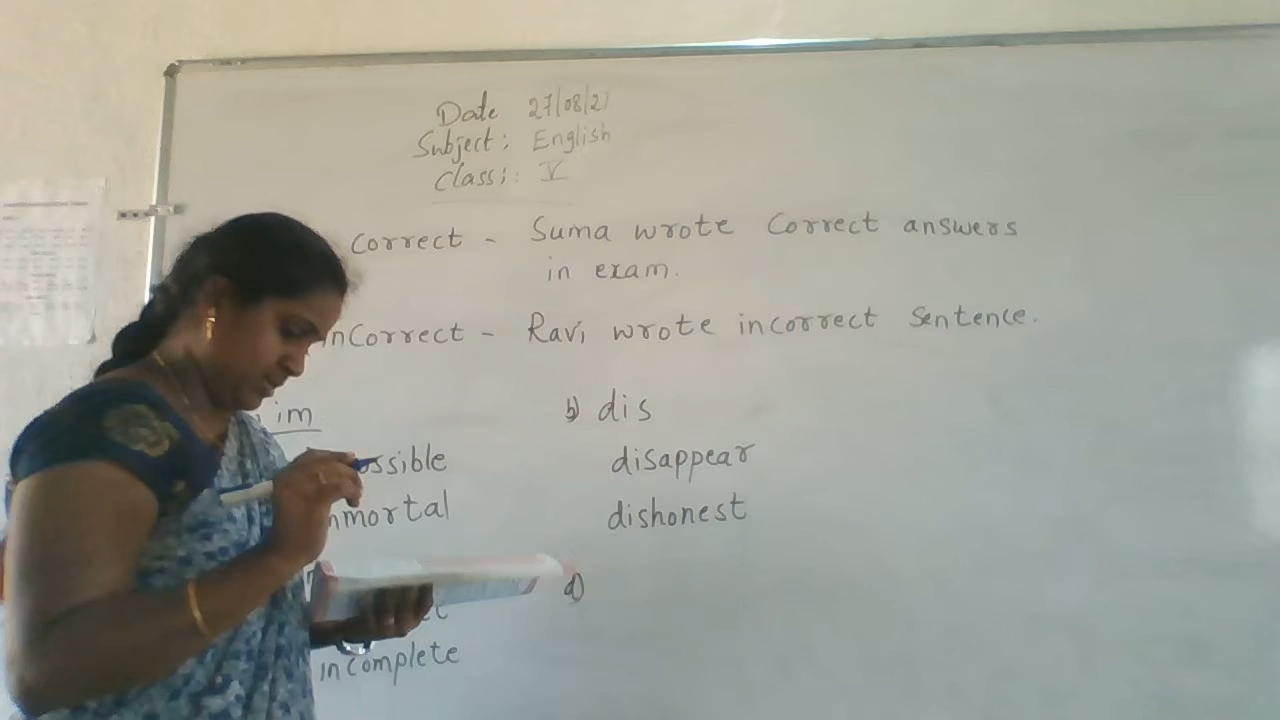 Date 27/08/21
Subject: English
Class: V
Correct - Suma wrote Correct answers
in exam.
inCorrect - Ravi wrote incorrect Sentence.
im
b) dis
ossible
disappear
mmortal
dishonest
d)
incomplete